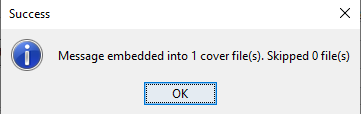 Success
Message embedded into 1 cover file(s). Skipped 0 file(s)
OK